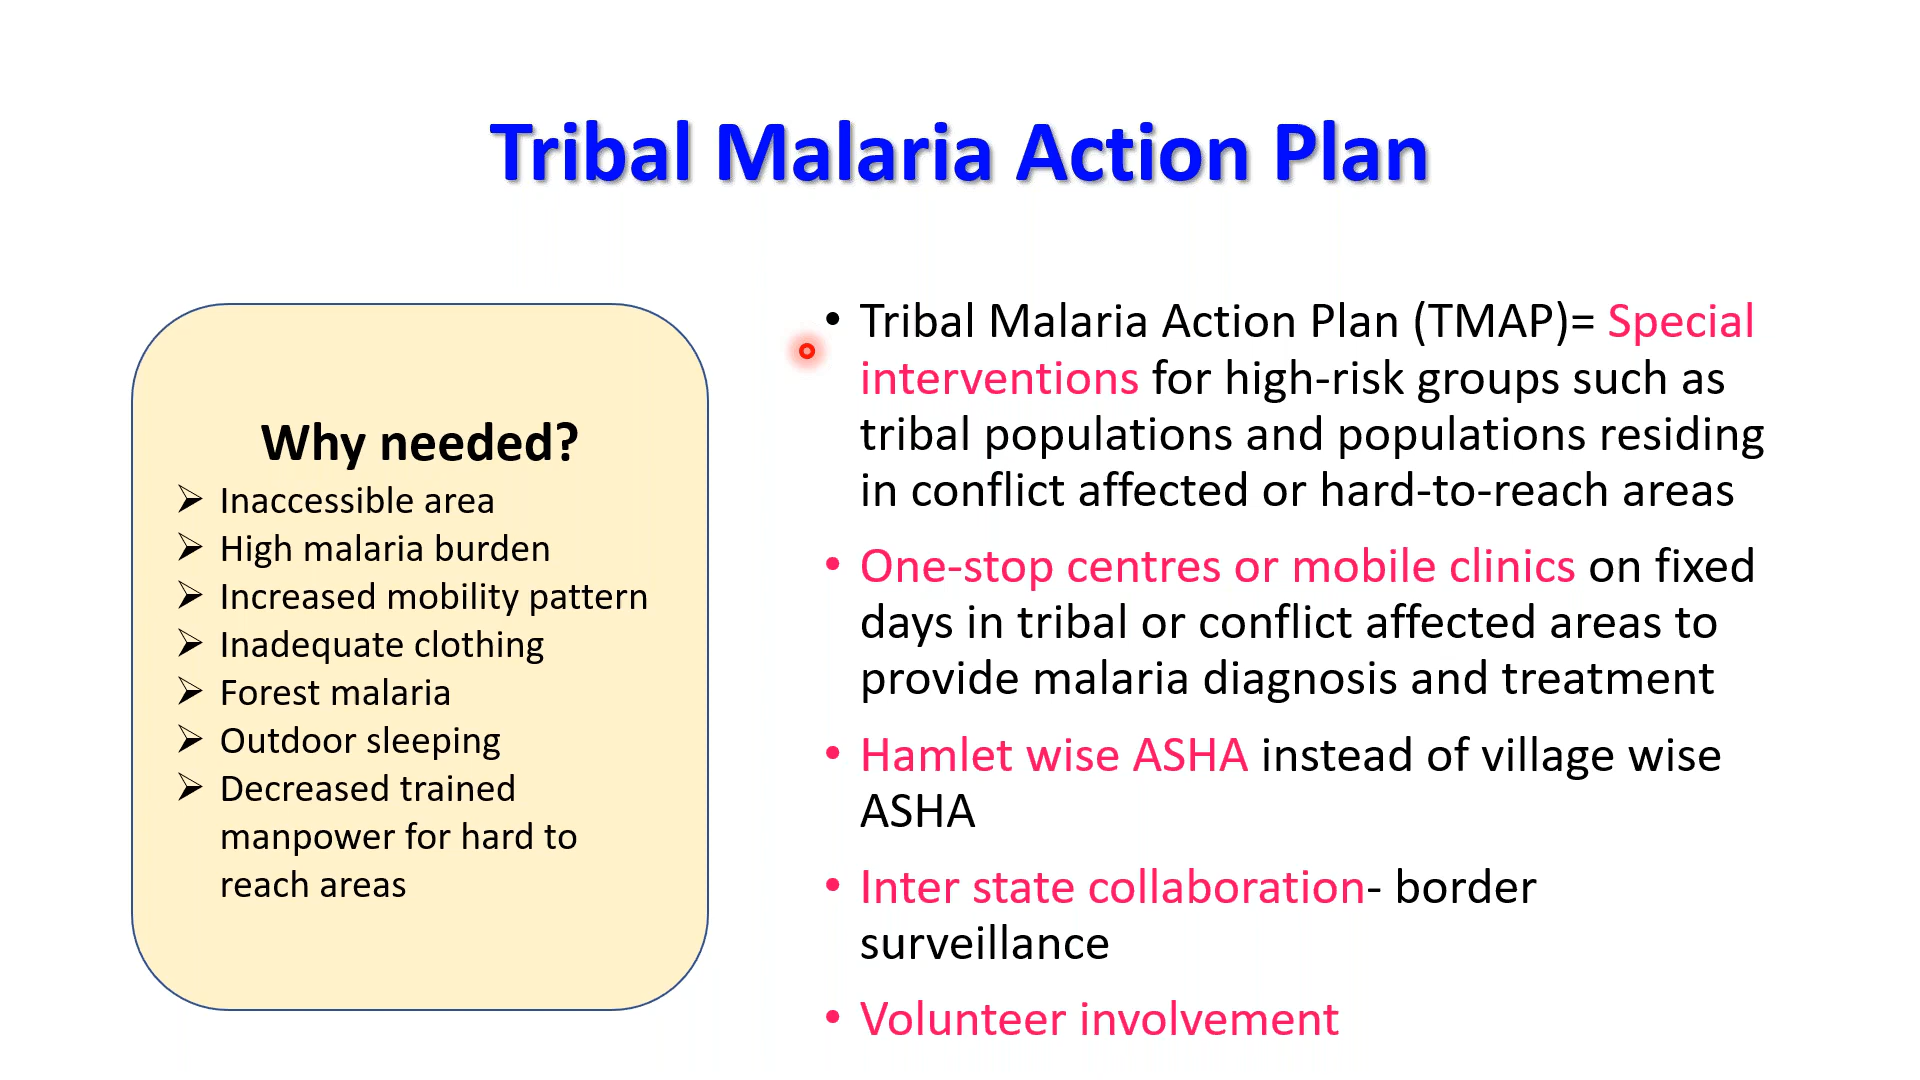 Tribal Malaria Action Plan
Why needed?
➢ Inaccessible area
➢ High malaria burden
➢ Increased mobility pattern
➢ Inadequate clothing
➢ Forest malaria
➢ Outdoor sleeping
➢ Decreased trained
manpower for hard to
reach areas
• Tribal Malaria Action Plan (TMAP)= Special
interventions for high-risk groups such as
tribal populations and populations residing
in conflict affected or hard-to-reach areas
• One-stop centres or mobile clinics on fixed
days in tribal or conflict affected areas to
provide malaria diagnosis and treatment
• Hamlet wise ASHA instead of village wise
ASHA
• Inter state collaboration- border
surveillance
• Volunteer involvement